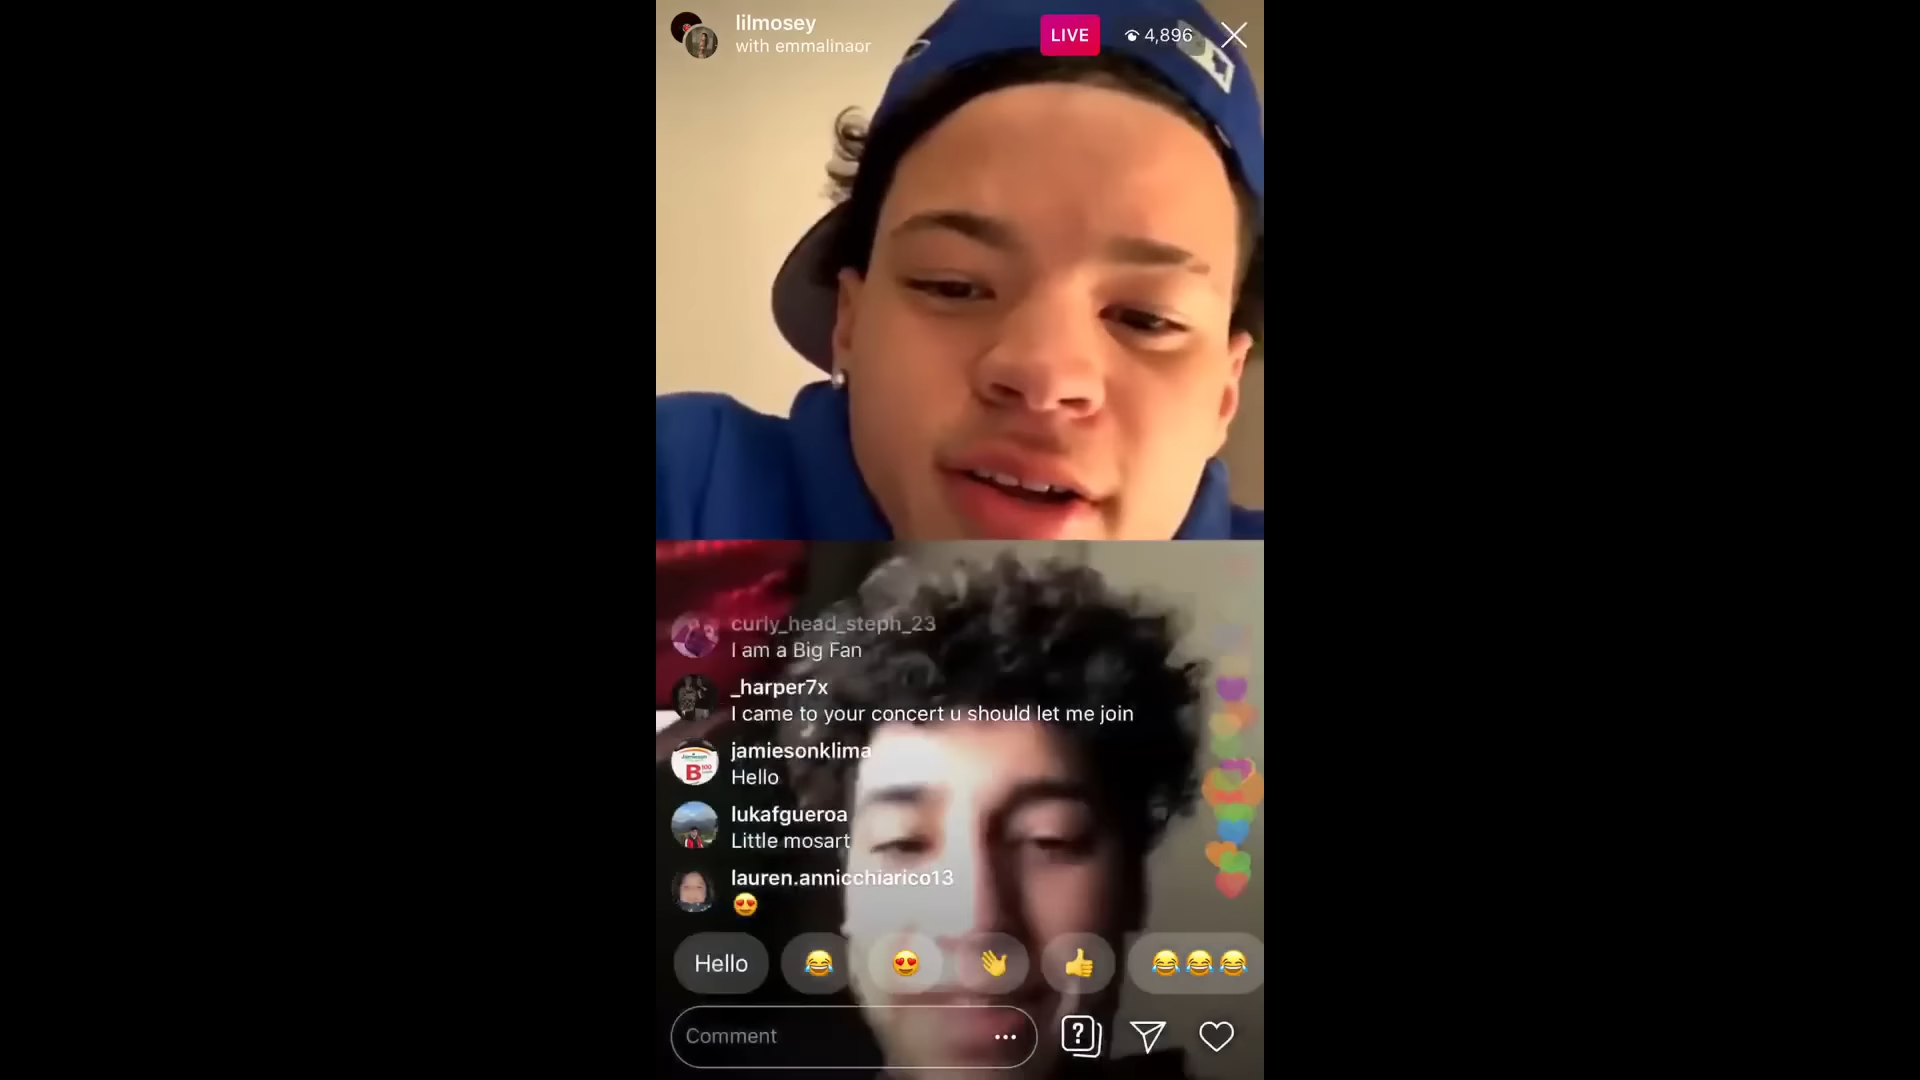 lilmosey
with emmalinaor
LIVE
4,896
curly_head_steph_23
I am a Big Fan
_harper7x
I came to your concert u should let me join
jamiesonklima
Hello
lukafgueroa
Little mosart
lauren.annicchiarico13
😍
Hello 😂 😍 👋 👍 😂😂😂
Comment